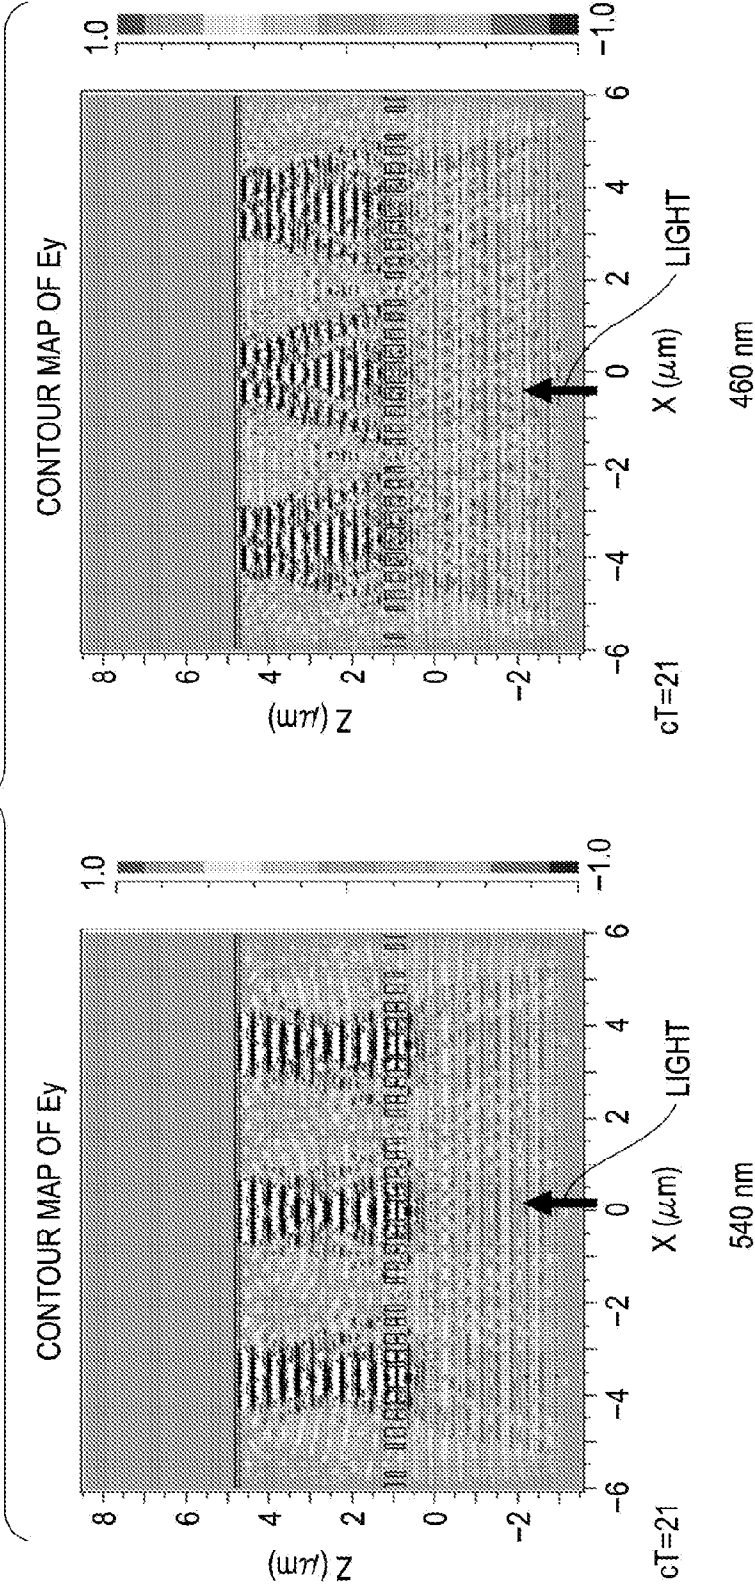 CONTOUR MAP OF Ey
1.0
-1.0
Z (μm)
8
6
4
2
0
-2
-6
-4
-2
0
2
4
6
X (μm)
LIGHT
cT=21
540 nm
CONTOUR MAP OF Ey
1.0
-1.0
Z (μm)
8
6
4
2
0
-2
-6
-4
-2
0
2
4
6
X (μm)
LIGHT
cT=21
460 nm